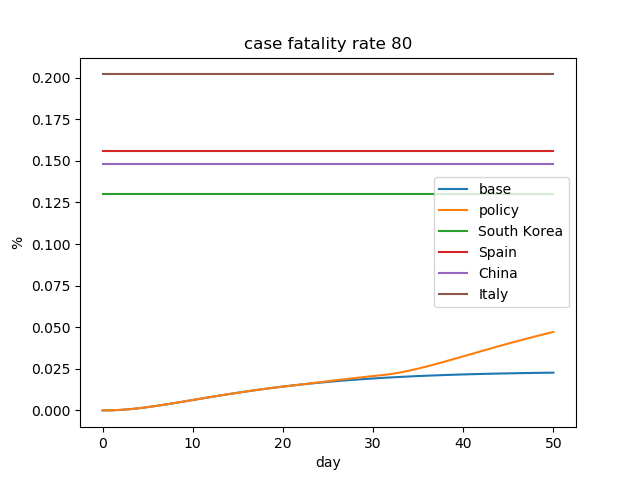 case fatality rate 80
%
0.200
0.175
0.150
0.125
0.100
0.075
0.050
0.025
0.000
base
policy
South Korea
Spain
China
Italy
0 10 20 30 40 50
day